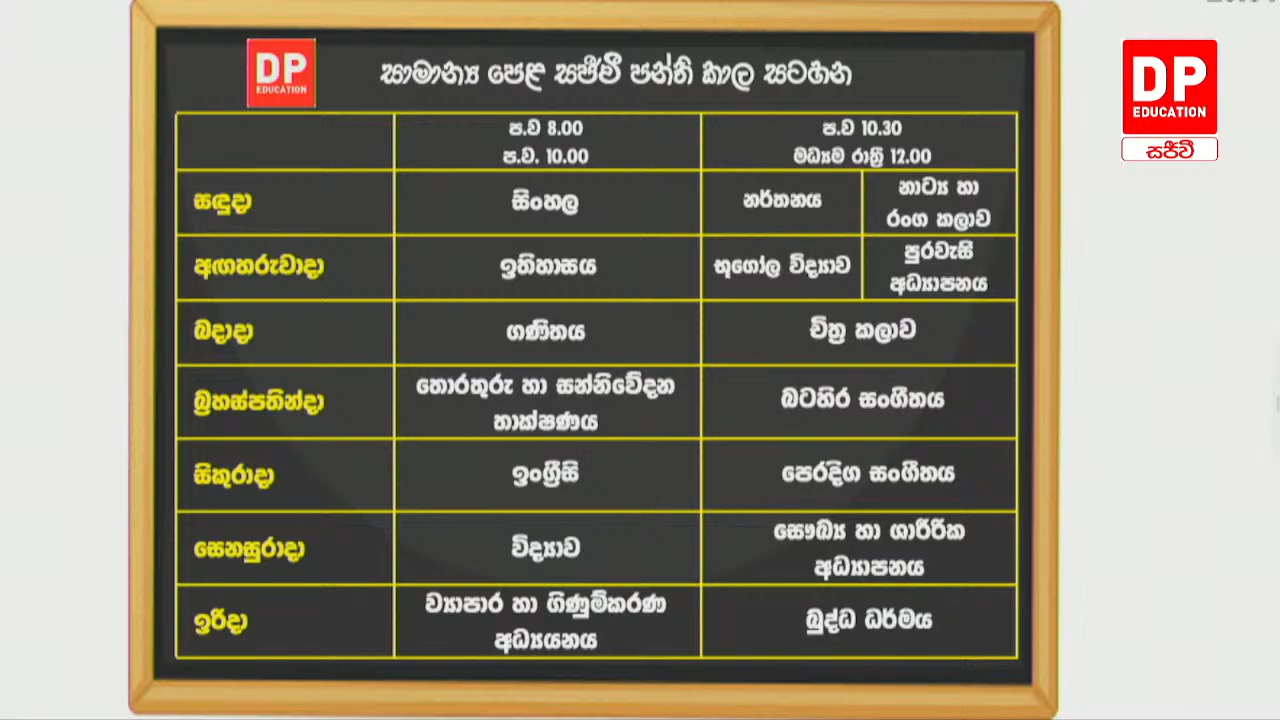 DP
EDUCATION
සාමාන්‍ය පෙළ සජීවී පන්ති කාල සටහන
DP
EDUCATION
සජීවී
ප.ව 8.00
ප.ව. 10.00
ප.ව 10.30
මධ්‍යම රාත්‍රී 12.00
සඳුදා
සිංහල
නර්තනය
නාට්‍ය හා
රංග කලාව
අඟහරුවාදා
ඉතිහාසය
භූගෝල විද්‍යාව
පුරවැසි
අධ්‍යාපනය
බදාදා
ගණිතය
චිත්‍ර කලාව
බ්‍රහස්පතින්දා
තොරතුරු හා සන්නිවේදන
තාක්ෂණය
බටහිර සංගීතය
සිකුරාදා
ඉංග්‍රීසි
පෙරදිග සංගීතය
සෙනසුරාදා
විද්‍යාව
සෞඛ්‍ය හා ශාරීරික
අධ්‍යාපනය
ඉරිදා
ව්‍යාපාර හා ගිණුම්කරණ
අධ්‍යයනය
බුද්ධ ධර්මය